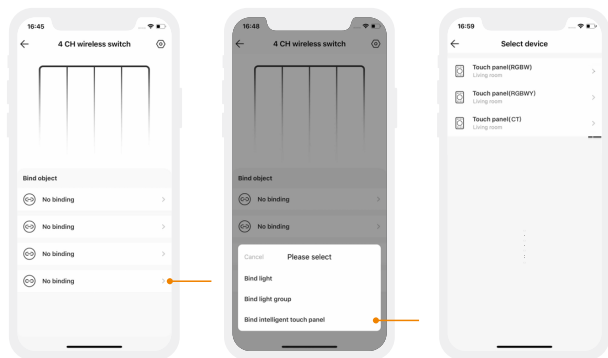 16:45
4 CH wireless switch
Bind object
No binding
No binding
No binding
No binding
16:48
4 CH wireless switch
Bind object
No binding
No binding
Cancel
Please select
Bind light
Bind light group
Bind intelligent touch panel
16:59
Select device
Touch panel(RGBW)
Living room
Touch panel(RGBWY)
Living room
Touch panel(CT)
Living room